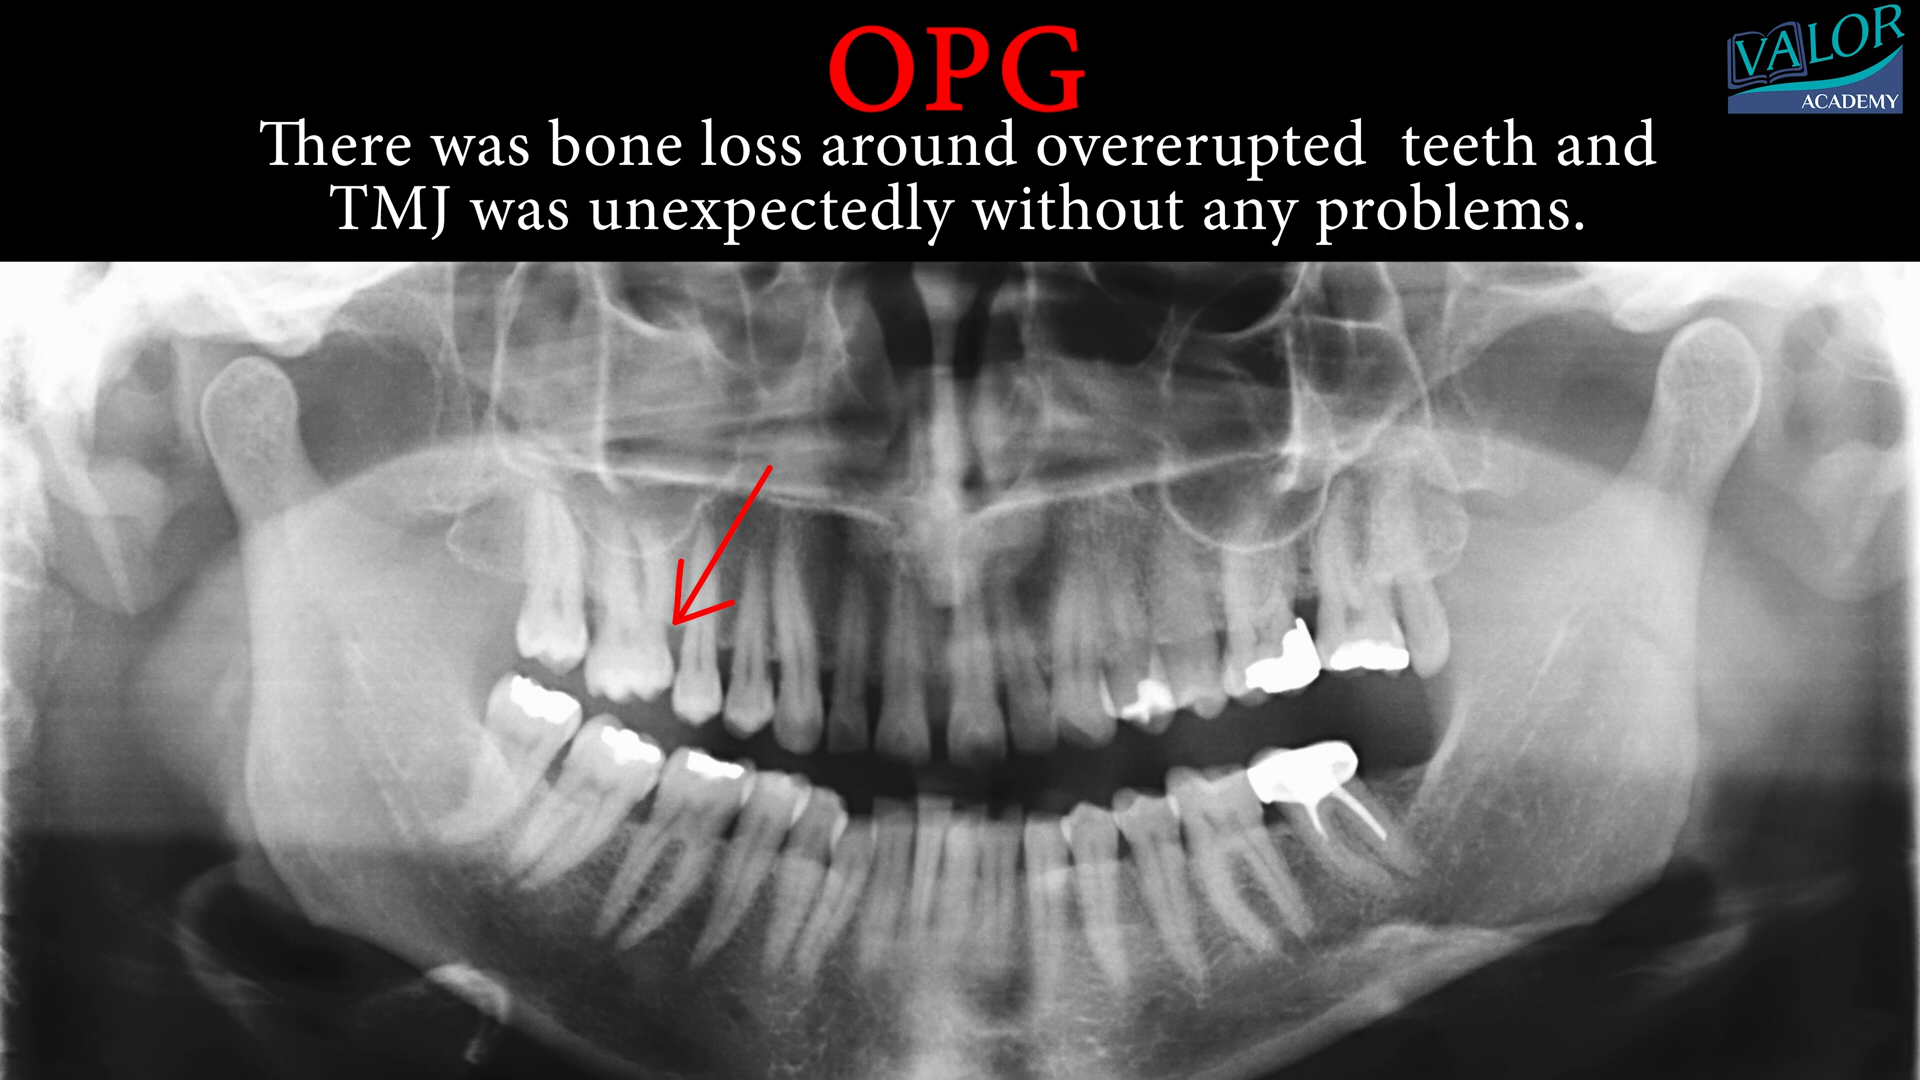 OPG
There was bone loss around overerupted  teeth and
TMJ was unexpectedly without any problems.
VALOR
ACADEMY